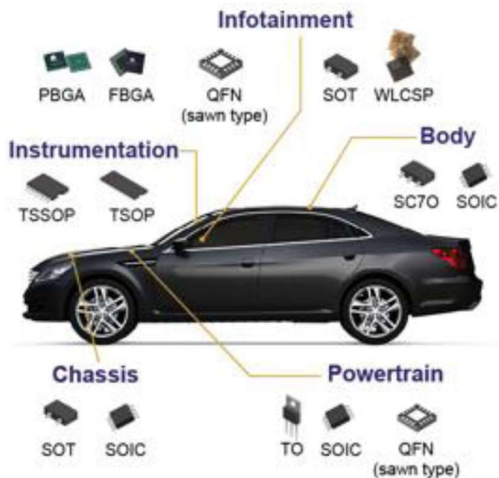 Infotainment
PBGA
FBGA
QFN
(sawn type)
SOT
WLCSP
Instrumentation
TSSOP
TSOP
Body
SC7O
SOIC
Chassis
SOT
SOIC
Powertrain
TO
SOIC
QFN
(sawn type)